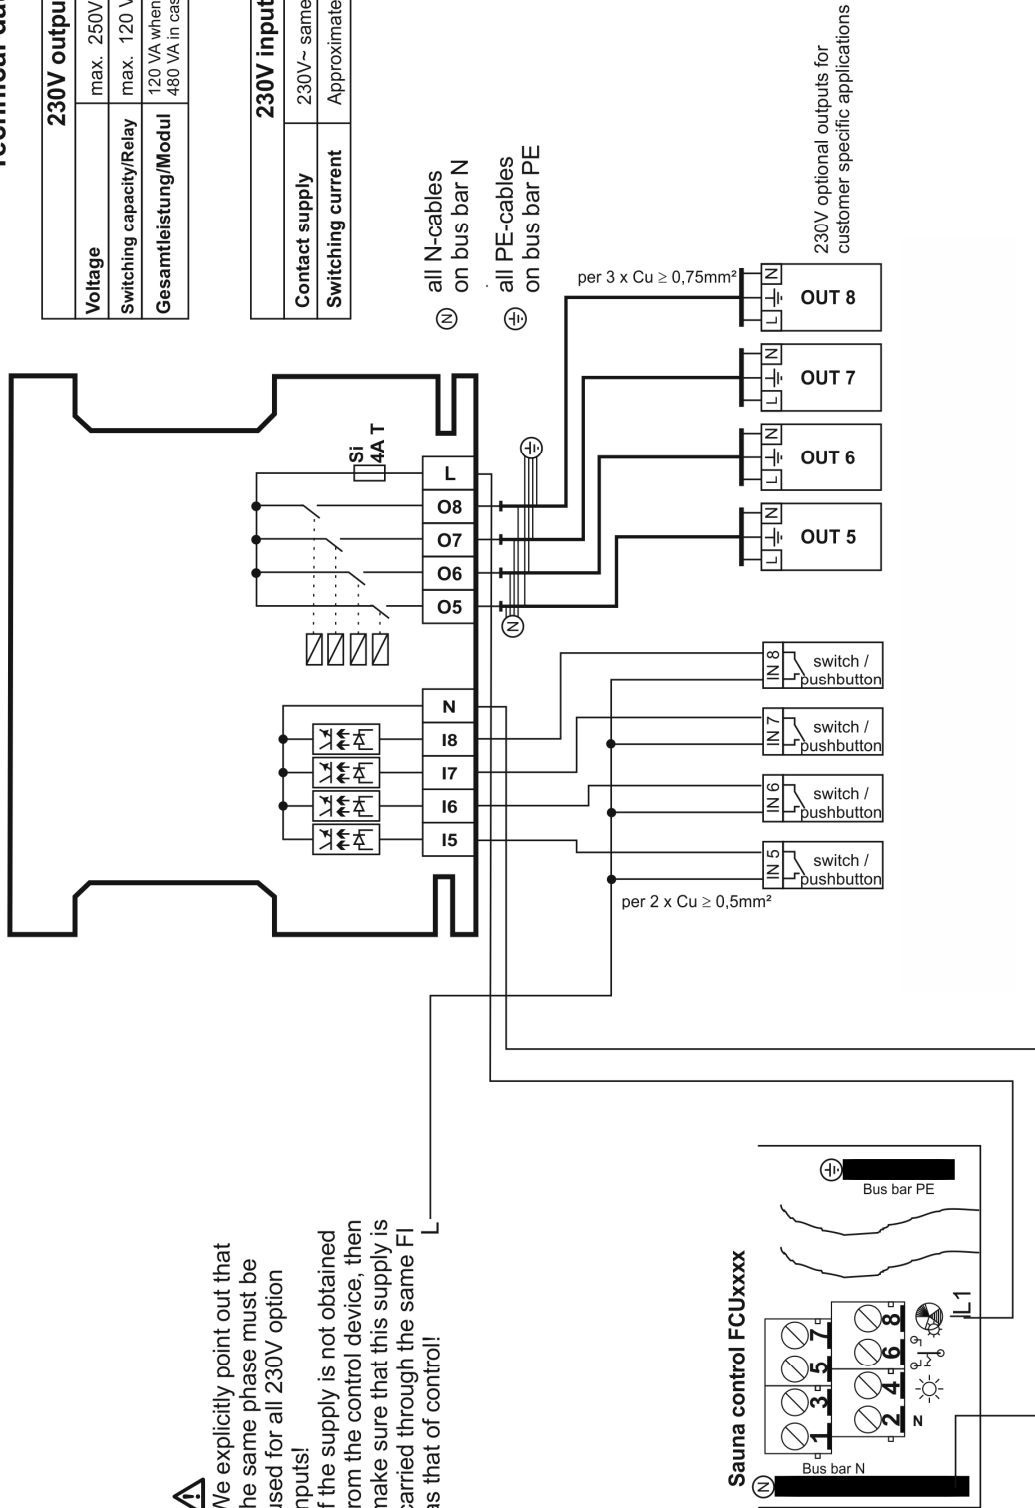 230V outpu
Voltage max. 250V
Switching capacity/Relay max. 120 V
Gesamtleistung/Modul 120 VA when
480 VA in cas
230V input
Contact supply 230V~ same
Switching current Approximate
N all N-cables
on bus bar N
all PE-cables
on bus bar PE
Si
4A T
L
O8
O7
O6
O5
N
I8
I7
I6
I5
N
per 3 x Cu ≥ 0,75mm²
L N
OUT 8
L N
OUT 7
L N
OUT 6
L N
OUT 5
230V optional outputs for
customer specific applications
IN 8
switch /
pushbutton
IN 7
switch /
pushbutton
IN 6
switch /
pushbutton
IN 5
switch /
pushbutton
per 2 x Cu ≥ 0,5mm²
We explicitly point out that
the same phase must be
used for all 230V option
inputs!
If the supply is not obtained
from the control device, then
make sure that this supply is
carried through the same FI
as that of control!
L
Sauna control FCUxxxx
Bus bar PE
1 3 5 7
2 4 6 8
N
L1
N
Bus bar N